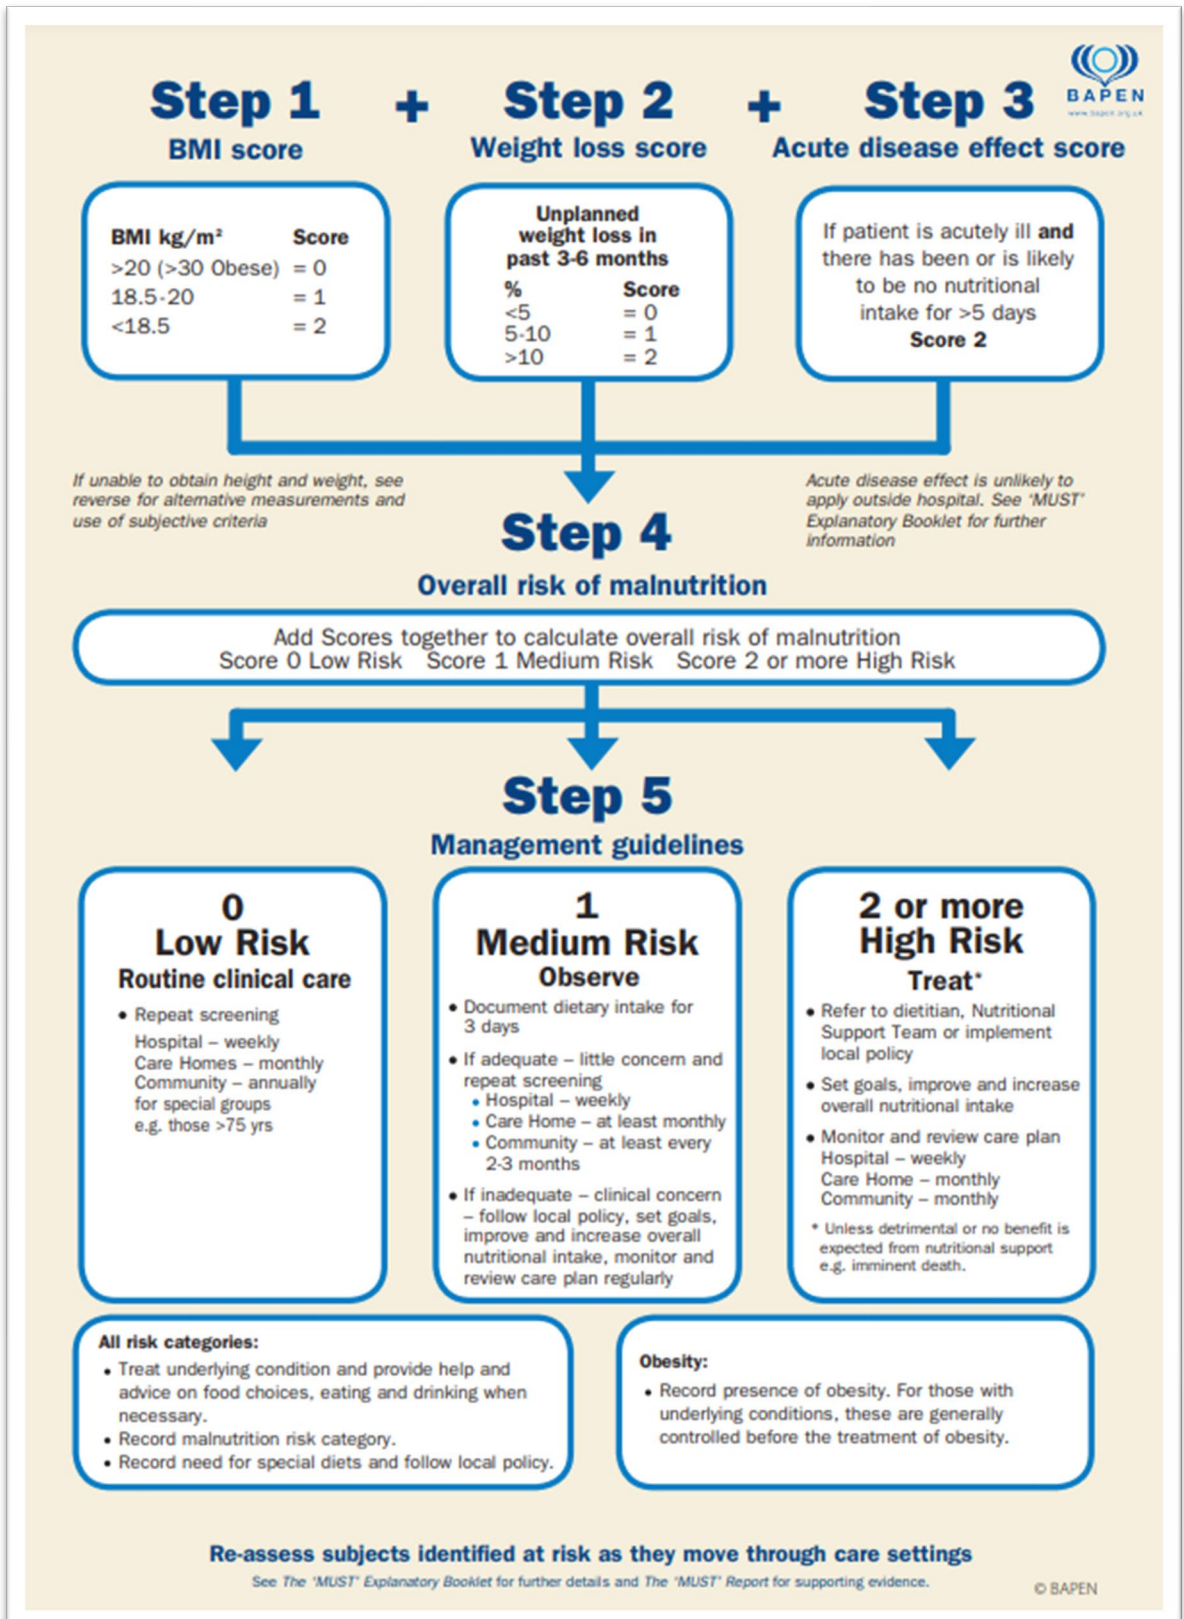 BAPEN
www.bapen.org.uk
Step 1 + Step 2 + Step 3
BMI score
Weight loss score
Acute disease effect score
BMI kg/m² Score
>20 (>30 Obese) = 0
18.5-20 = 1
<18.5 = 2
Unplanned
weight loss in
past 3-6 months
% Score
<5 = 0
5-10 = 1
>10 = 2
If patient is acutely ill and
there has been or is likely
to be no nutritional
intake for >5 days
Score 2
If unable to obtain height and weight, see
reverse for alternative measurements and
use of subjective criteria
Acute disease effect is unlikely to
apply outside hospital. See ‘MUST’
Explanatory Booklet for further
information
Step 4
Overall risk of malnutrition
Add Scores together to calculate overall risk of malnutrition
Score 0 Low Risk Score 1 Medium Risk Score 2 or more High Risk
Step 5
Management guidelines
0
Low Risk
Routine clinical care
• Repeat screening
Hospital – weekly
Care Homes – monthly
Community – annually
for special groups
e.g. those >75 yrs
1
Medium Risk
Observe
• Document dietary intake for
3 days
• If adequate – little concern and
repeat screening
• Hospital – weekly
• Care Home – at least monthly
• Community – at least every
2-3 months
• If inadequate – clinical concern
– follow local policy, set goals,
improve and increase overall
nutritional intake, monitor and
review care plan regularly
2 or more
High Risk
Treat*
• Refer to dietitian, Nutritional
Support Team or implement
local policy
• Set goals, improve and increase
overall nutritional intake
• Monitor and review care plan
Hospital – weekly
Care Home – monthly
Community – monthly
* Unless detrimental or no benefit is
expected from nutritional support
e.g. imminent death.
All risk categories:
• Treat underlying condition and provide help and
advice on food choices, eating and drinking when
necessary.
• Record malnutrition risk category.
• Record need for special diets and follow local policy.
Obesity:
• Record presence of obesity. For those with
underlying conditions, these are generally
controlled before the treatment of obesity.
Re-assess subjects identified at risk as they move through care settings
See The ‘MUST’ Explanatory Booklet for further details and The ‘MUST’ Report for supporting evidence.
© BAPEN